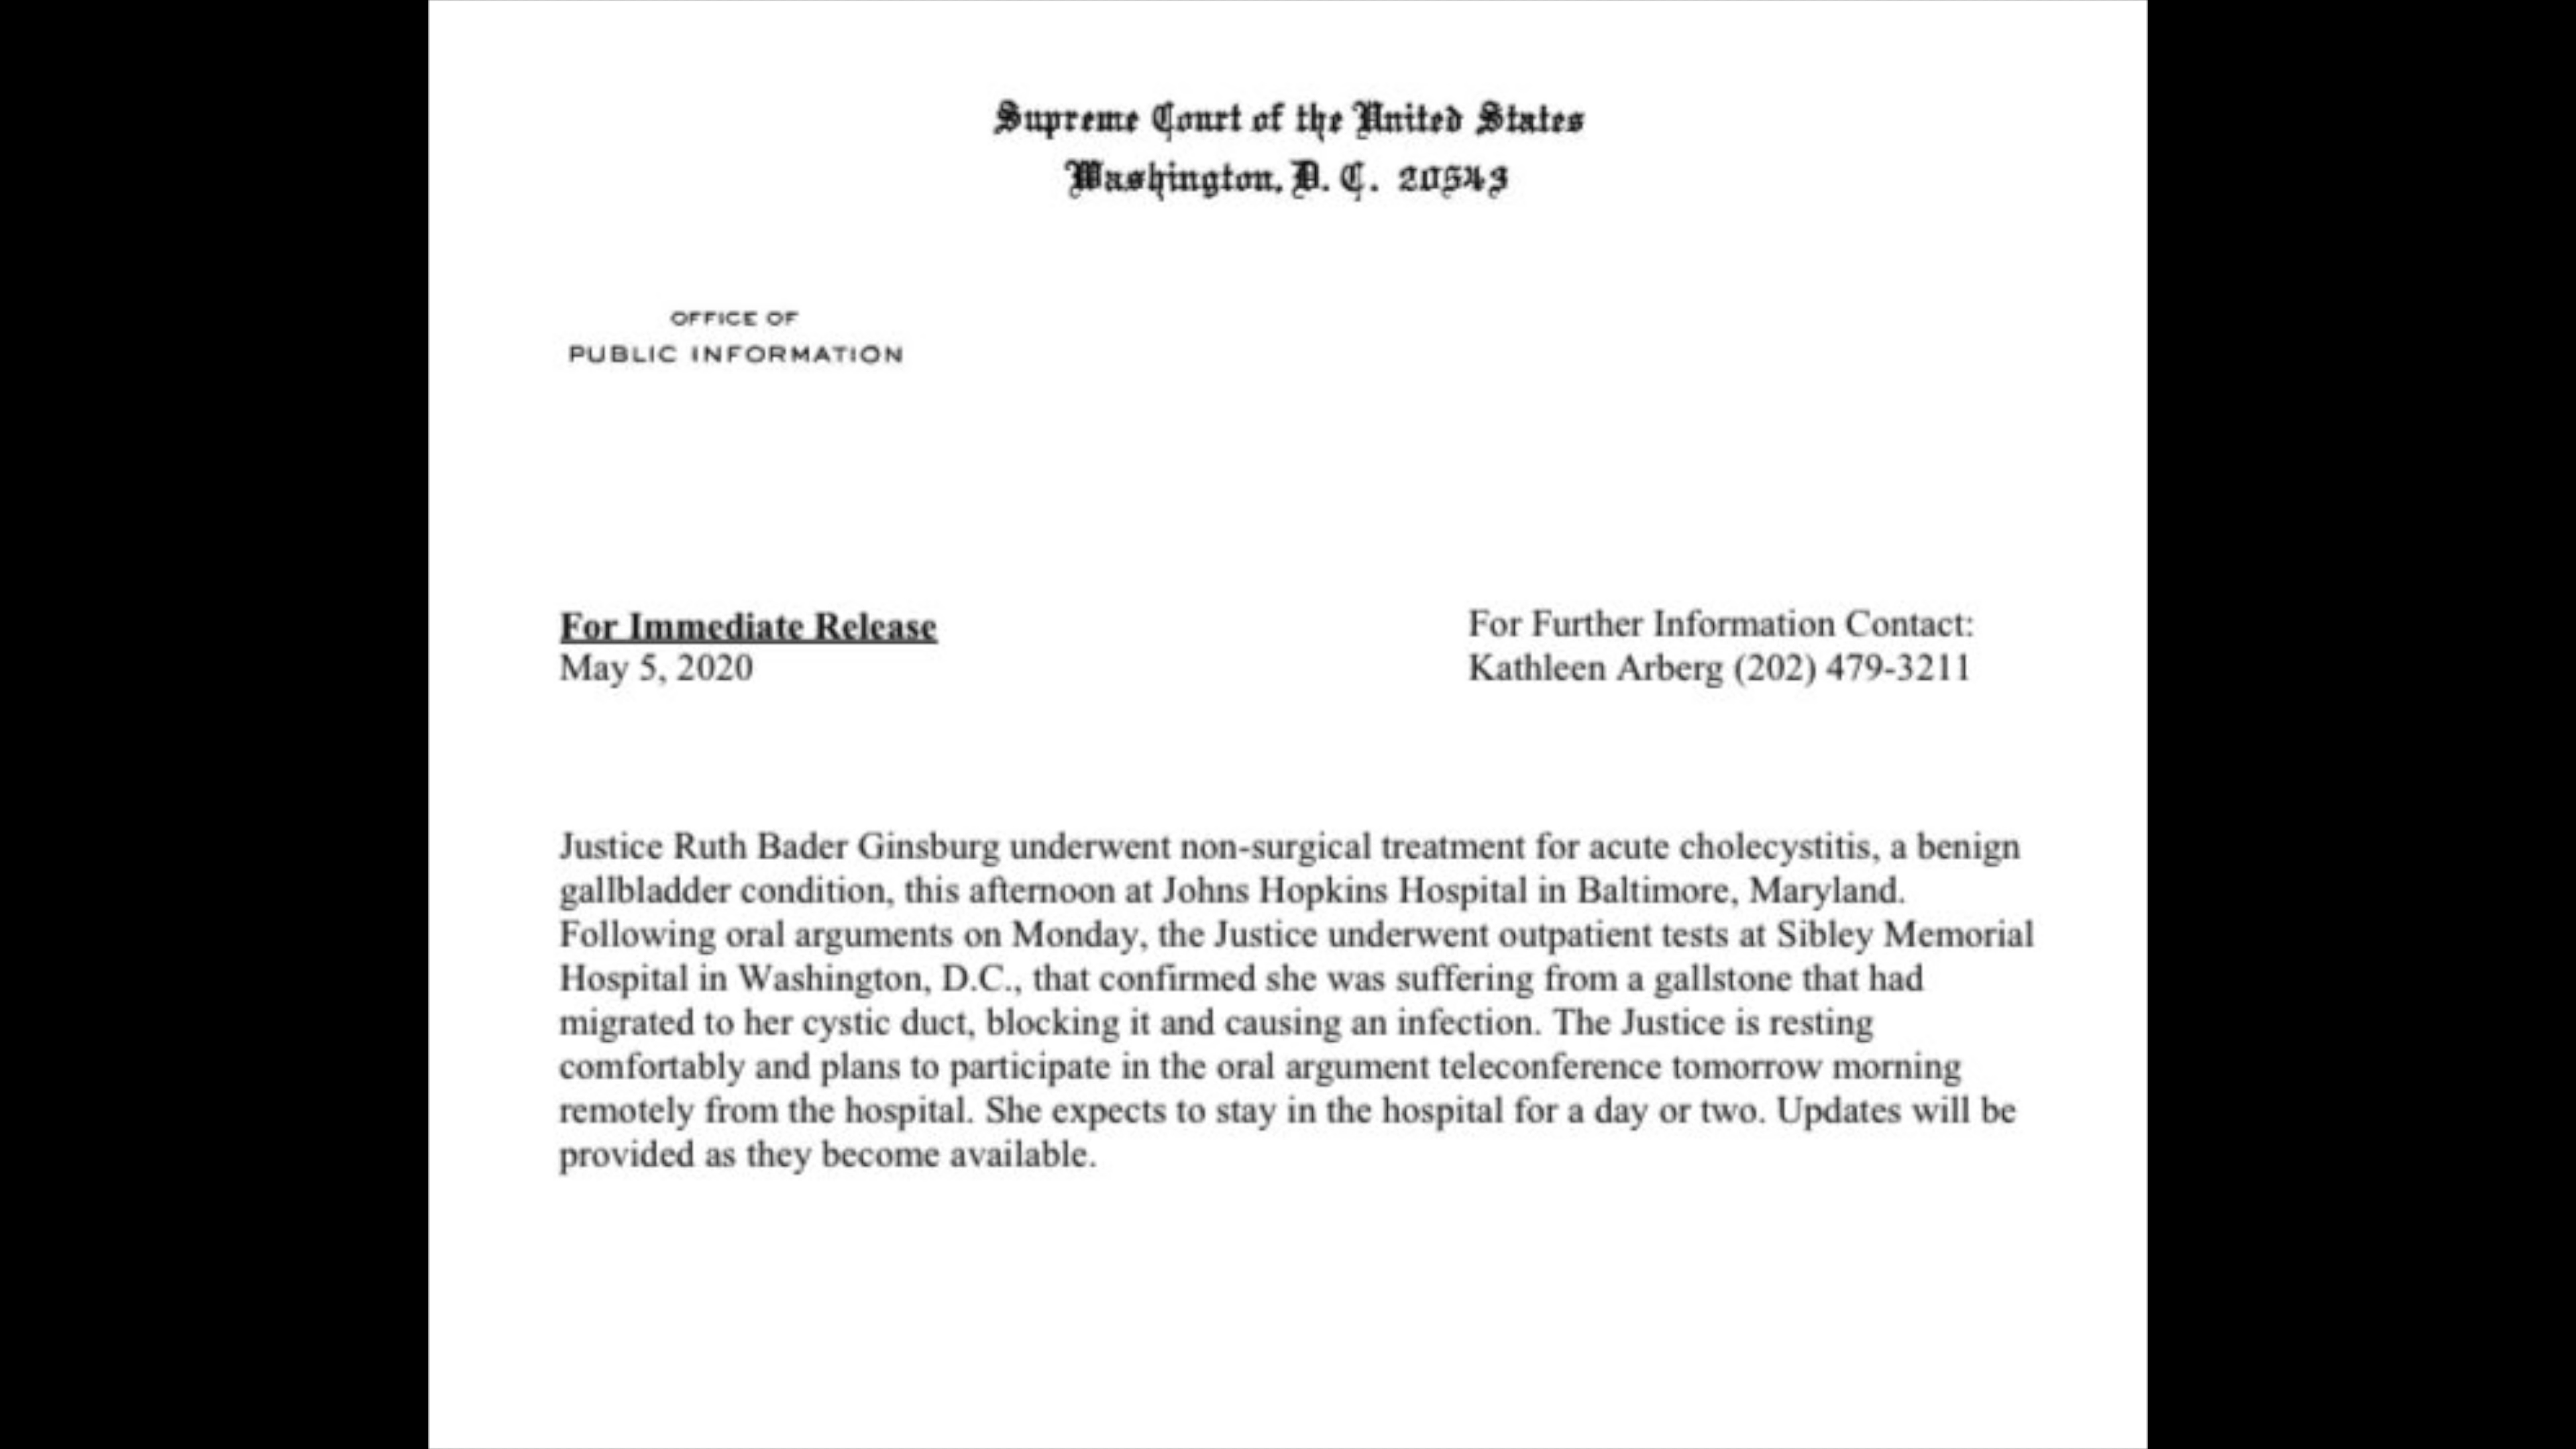 Supreme Court of the United States
Washington, D. C. 20543
OFFICE OF
PUBLIC INFORMATION
For Immediate Release
May 5, 2020
For Further Information Contact:
Kathleen Arberg (202) 479-3211
Justice Ruth Bader Ginsburg underwent non-surgical treatment for acute cholecystitis, a benign
gallbladder condition, this afternoon at Johns Hopkins Hospital in Baltimore, Maryland.
Following oral arguments on Monday, the Justice underwent outpatient tests at Sibley Memorial
Hospital in Washington, D.C., that confirmed she was suffering from a gallstone that had
migrated to her cystic duct, blocking it and causing an infection. The Justice is resting
comfortably and plans to participate in the oral argument teleconference tomorrow morning
remotely from the hospital. She expects to stay in the hospital for a day or two. Updates will be
provided as they become available.